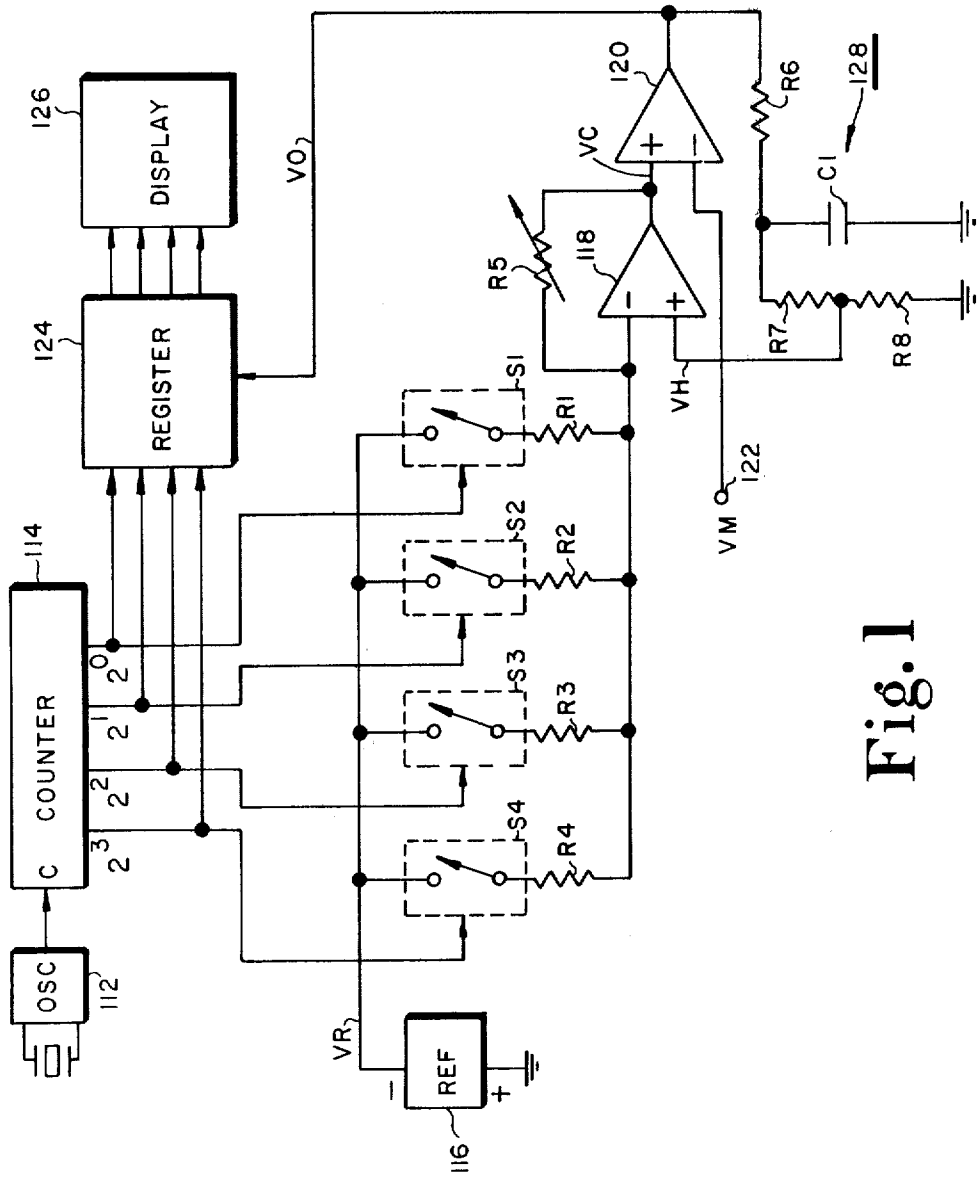 126
DISPLAY
124
REGISTER
114
C COUNTER
2^3 2^2 2^1 2^0
OSC
112
VO
VR
-
REF
+
116
S4
S3
S2
S1
R4
R3
R2
R1
R5
118
-
+
VH
VC
120
+
-
VM
122
R6
R7
R8
C1
128
Fig. 1